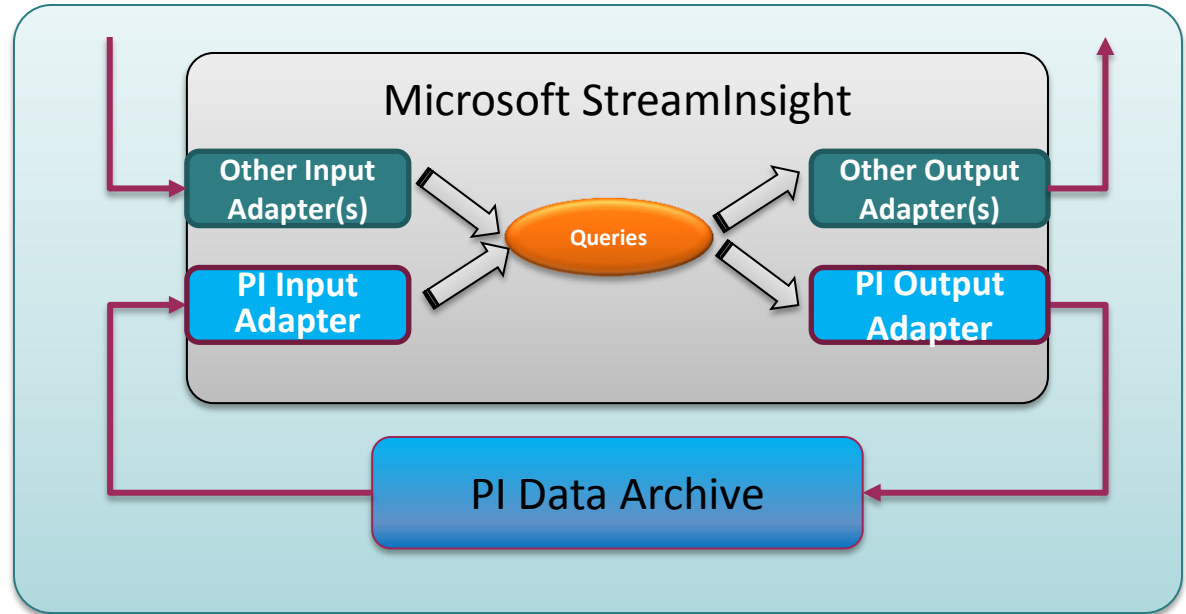 Microsoft StreamInsight
Other Input
Adapter(s)
Other Output
Adapter(s)
Queries
PI Input
Adapter
PI Output
Adapter
PI Data Archive